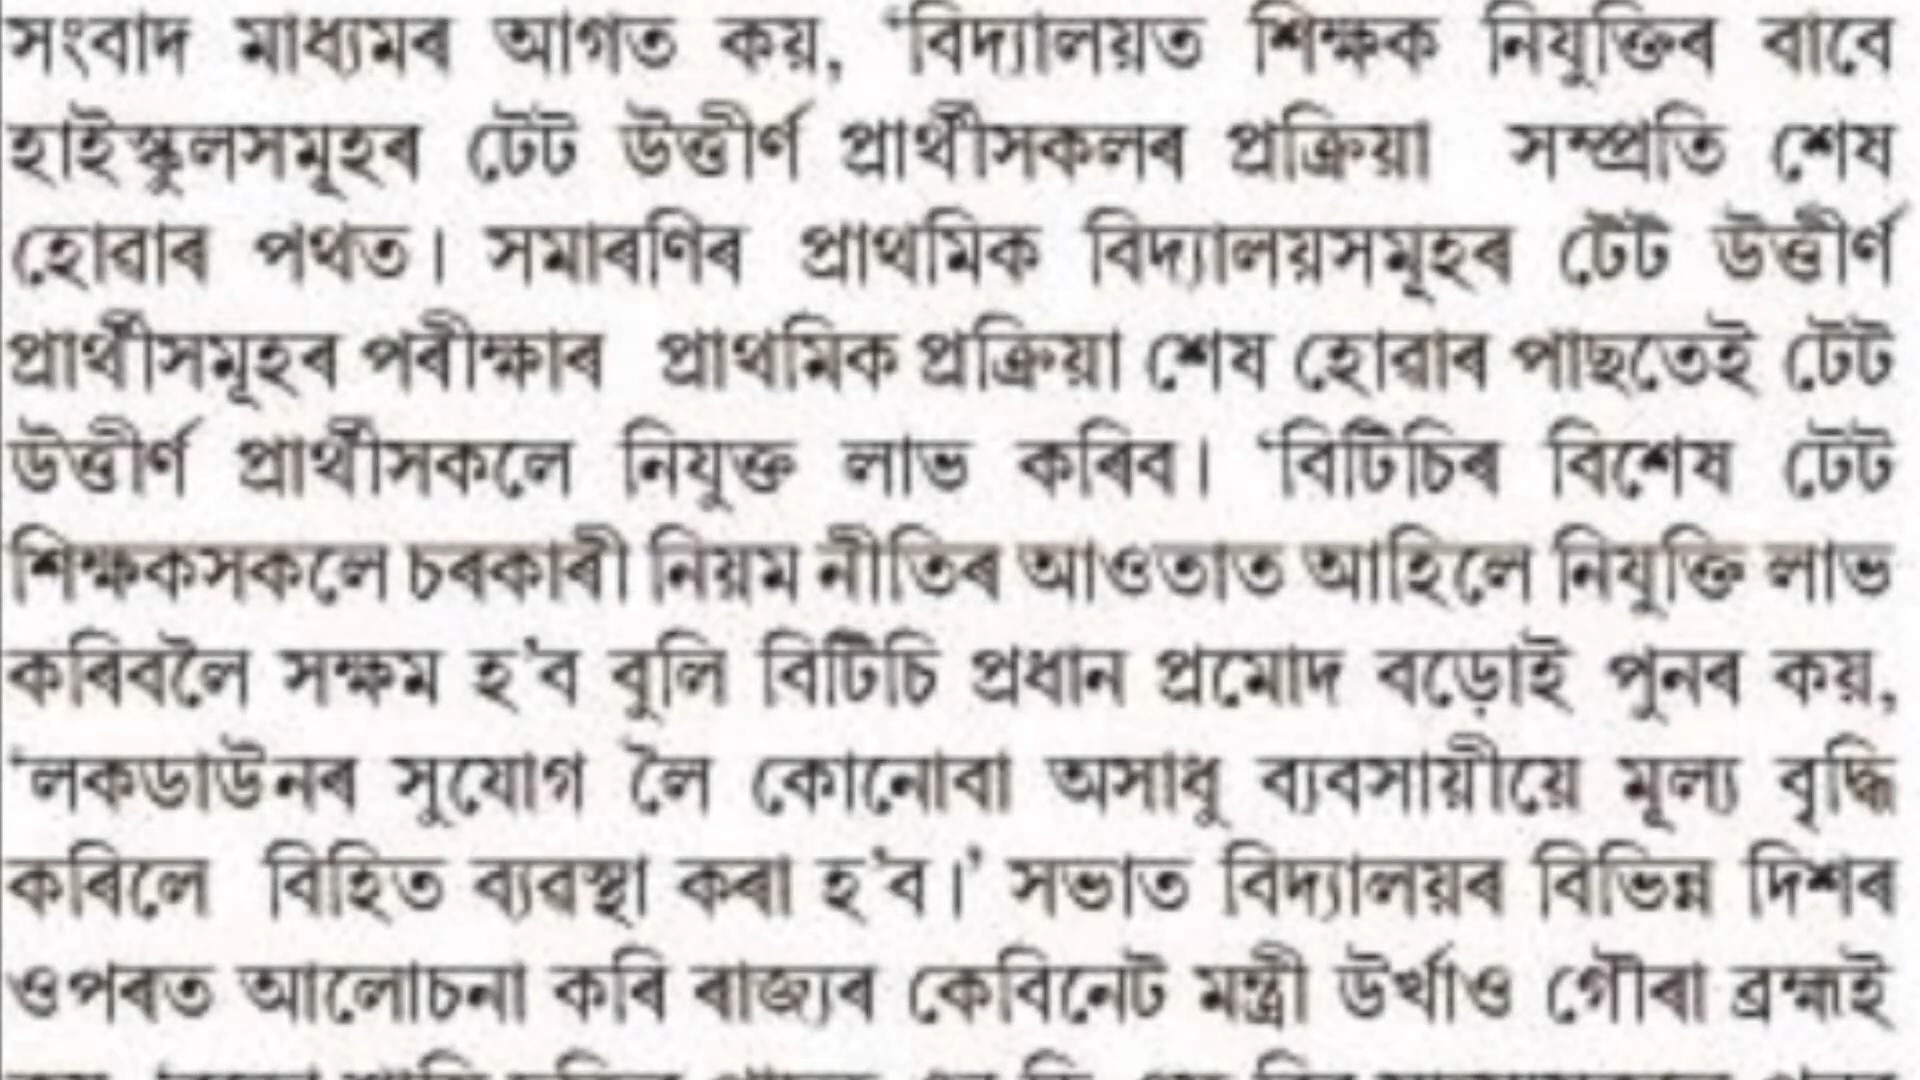 সংবাদ মাধ্যমৰ আগত কয়, ‘বিদ্যালয়ত শিক্ষক নিযুক্তিৰ বাবে
হাইস্কুলসমূহৰ টেট উত্তীৰ্ণ প্ৰাৰ্থীসকলৰ প্ৰক্ৰিয়া সম্প্ৰতি শেষ
হোৱাৰ পথত। সমাৰণিৰ প্ৰাথমিক বিদ্যালয়সমূহৰ টেট উত্তীৰ্ণ
প্ৰাৰ্থীসমূহৰ পৰীক্ষাৰ প্ৰাথমিক প্ৰক্ৰিয়া শেষ হোৱাৰ পাছতেই টেট
উত্তীৰ্ণ প্ৰাৰ্থীসকলে নিযুক্ত লাভ কৰিব। ‘বিটিচিৰ বিশেষ টেট
শিক্ষকসকলে চৰকাৰী নিয়ম নীতিৰ আওতাত আহিলে নিযুক্তি লাভ
কৰিবলৈ সক্ষম হ’ব বুলি বিটিচি প্ৰধান প্ৰমোদ বড়োই পুনৰ কয়,
‘লকডাউনৰ সুযোগ লৈ কোনোবা অসাধু ব্যবসায়ীয়ে মূল্য বৃদ্ধি
কৰিলে বিহিত ব্যৱস্থা কৰা হ’ব।’ সভাত বিদ্যালয়ৰ বিভিন্ন দিশৰ
ওপৰত আলোচনা কৰি ৰাজ্যৰ কেবিনেট মন্ত্ৰী উৰ্খাও গৌৰা ব্ৰহ্মই